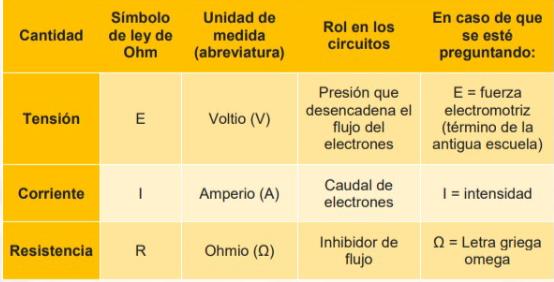 Cantidad
Símbolo
de ley de
Ohm
Unidad de
medida
(abreviatura)
Rol en los
circuitos
En caso de que
se esté
preguntando:
Tensión
E
Voltio (V)
Presión que
desencadena el
flujo del
electrones
E = fuerza
electromotriz
(término de la
antigua escuela)
Corriente
I
Amperio (A)
Caudal de
electrones
I = intensidad
Resistencia
R
Ohmio (Ω)
Inhibidor de
flujo
Ω = Letra griega
omega